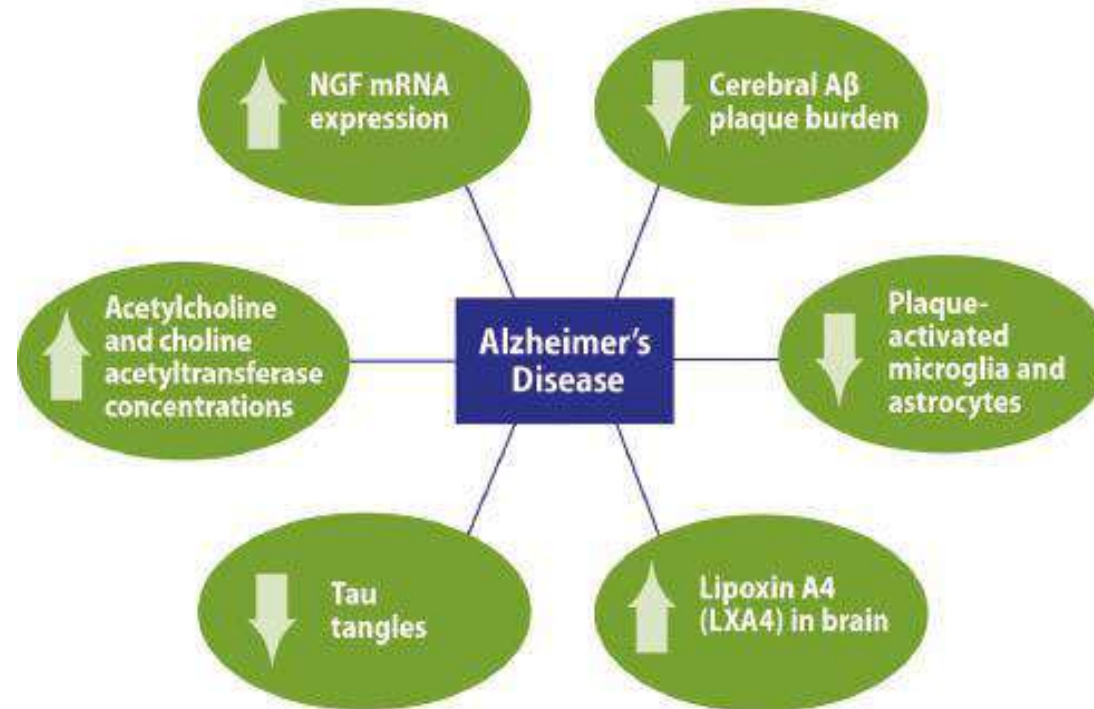 NGF mRNA
expression
Cerebral Aβ
plaque burden
Acetylcholine
and choline
acetyltransferase
concentrations
Alzheimer's
Disease
Plaque-
activated
microglia and
astrocytes
Tau
tangles
Lipoxin A4
(LXA4) in brain